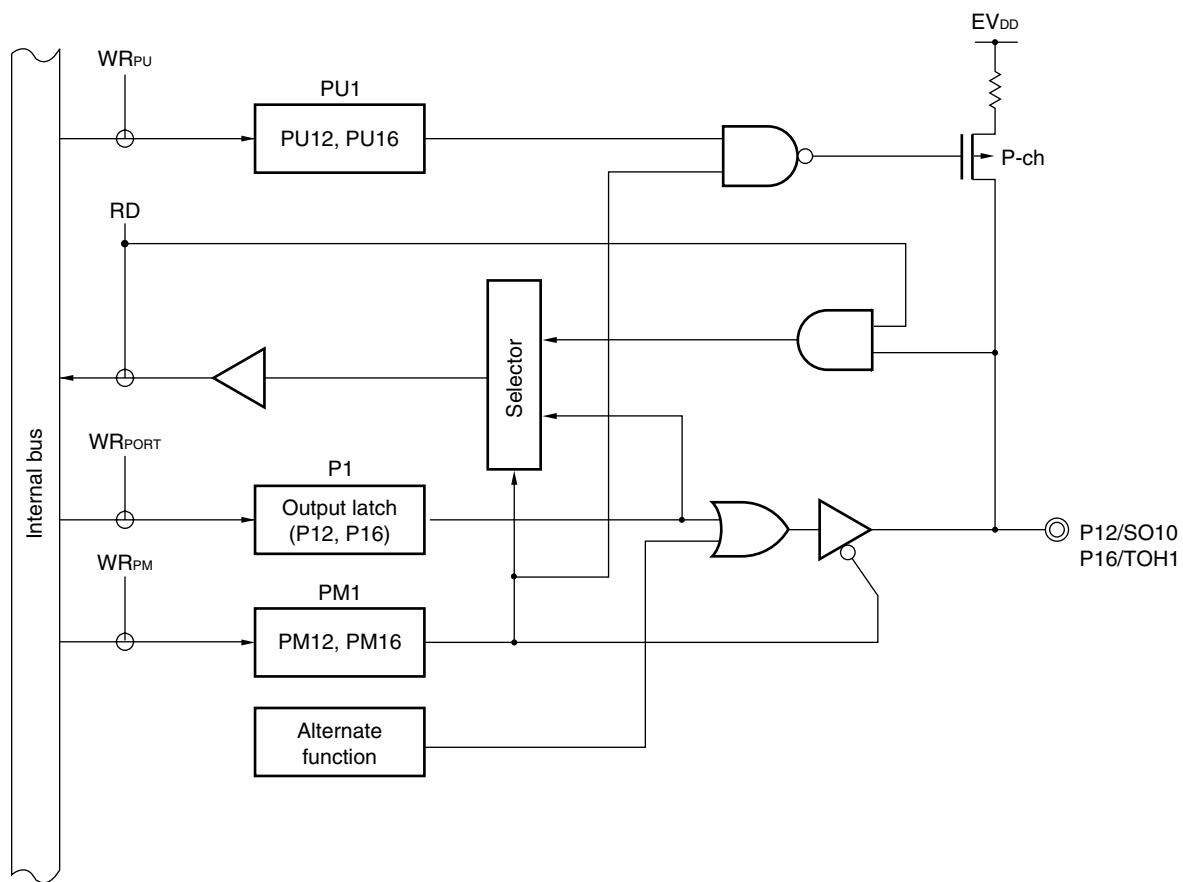 EVDD
WRPU
PU1
PU12, PU16
P-ch
RD
Selector
Internal bus
WRPORT
P1
Output latch
(P12, P16)
P12/SO10
P16/TOH1
WRPM
PM1
PM12, PM16
Alternate
function